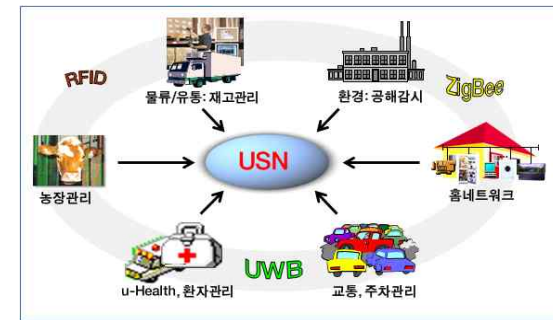 RFID
물류/유통: 재고관리
환경: 공해감시
ZigBee
USN
농장관리
홈네트워크
u-Health, 환자관리
UWB
교통, 주차관리